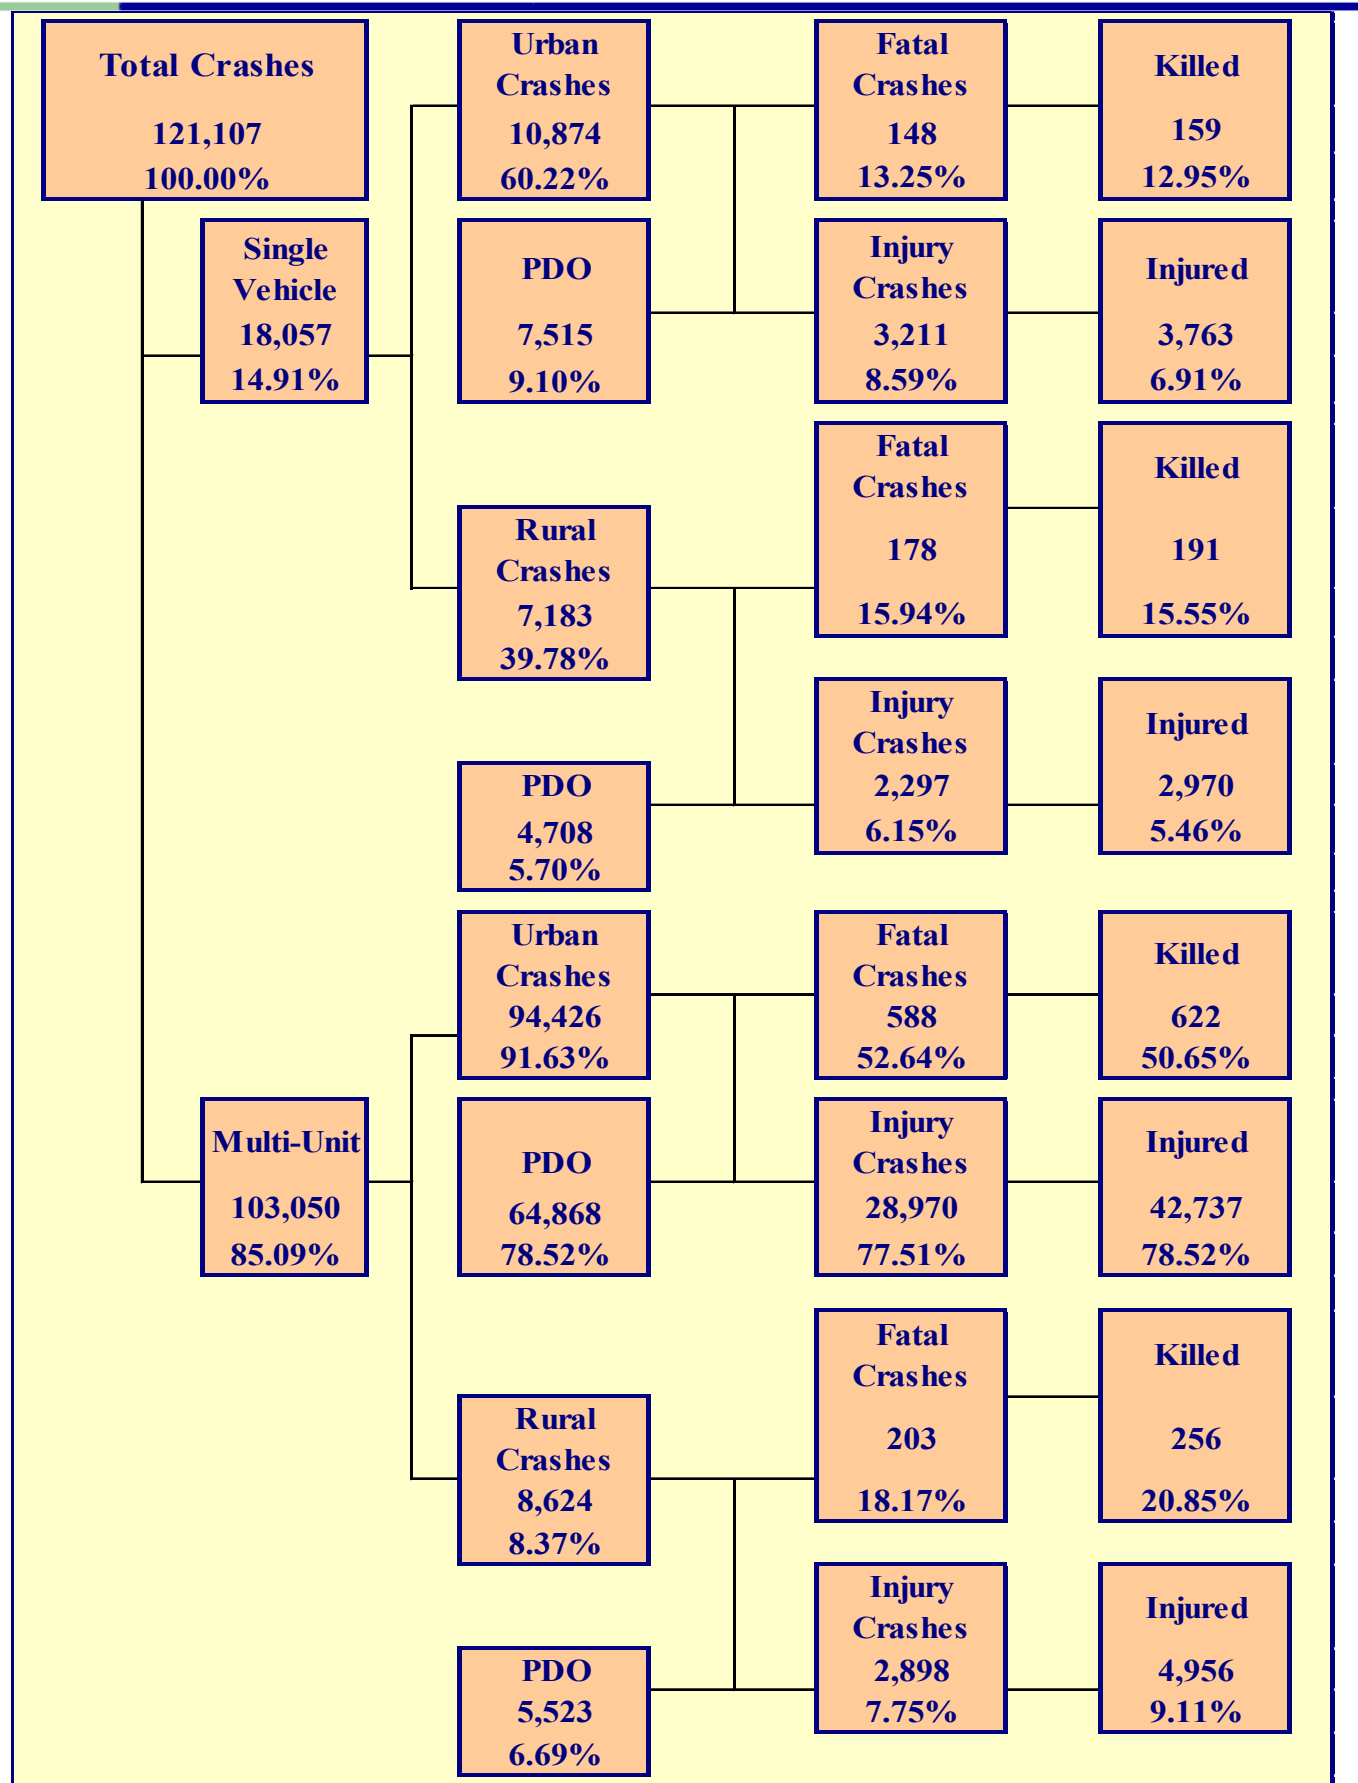 Total Crashes
121,107
100.00%
Single
Vehicle
18,057
14.91%
Urban
Crashes
10,874
60.22%
Fatal
Crashes
148
13.25%
Killed
159
12.95%
PDO
7,515
9.10%
Injury
Crashes
3,211
8.59%
Injured
3,763
6.91%
Rural
Crashes
7,183
39.78%
Fatal
Crashes
178
15.94%
Killed
191
15.55%
PDO
4,708
5.70%
Injury
Crashes
2,297
6.15%
Injured
2,970
5.46%
Multi-Unit
103,050
85.09%
Urban
Crashes
94,426
91.63%
Fatal
Crashes
588
52.64%
Killed
622
50.65%
PDO
64,868
78.52%
Injury
Crashes
28,970
77.51%
Injured
42,737
78.52%
Rural
Crashes
8,624
8.37%
Fatal
Crashes
203
18.17%
Killed
256
20.85%
PDO
5,523
6.69%
Injury
Crashes
2,898
7.75%
Injured
4,956
9.11%